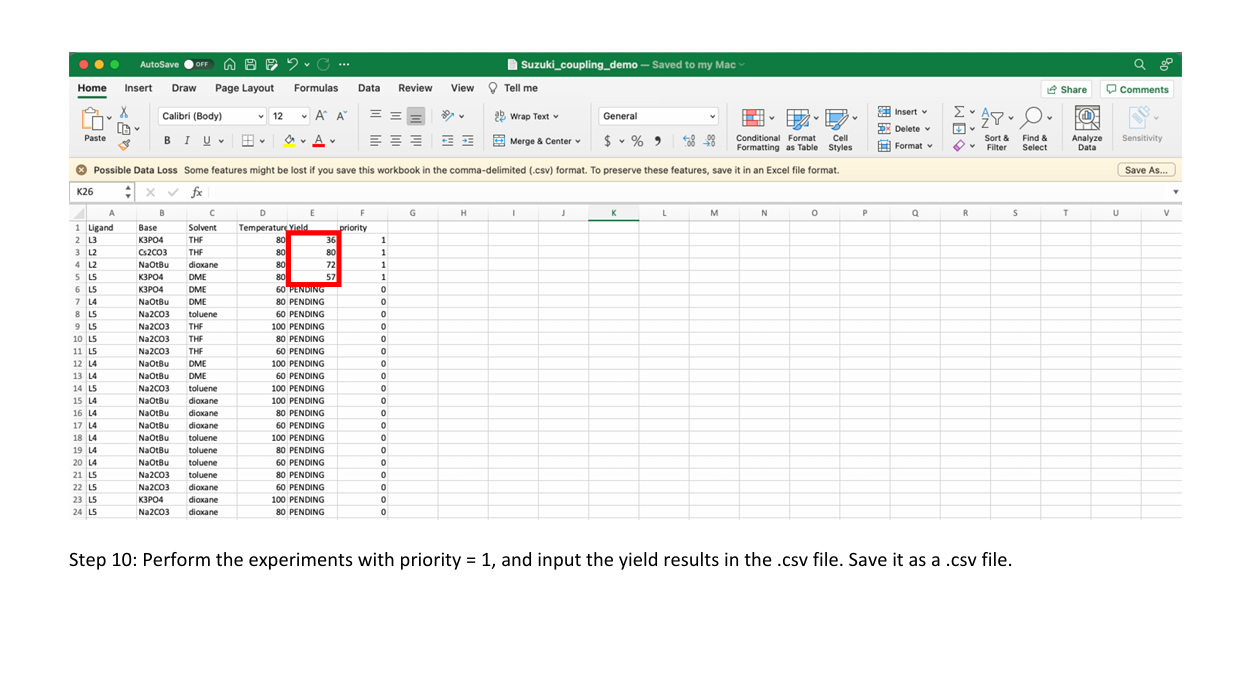 AutoSave OFF Suzuki_coupling_demo — Saved to my Mac
Home Insert Draw Page Layout Formulas Data Review View Tell me Share Comments
Paste Calibri (Body) 12 A A Wrap Text General Conditional Formatting Format as Table Cell Styles Insert Delete Format Sort & Filter Find & Select Analyze Data Sensitivity
B I U A Merge & Center $ % 9
Possible Data Loss Some features might be lost if you save this workbook in the comma-delimited (.csv) format. To preserve these features, save it in an Excel file format. Save As...
K26 fx
A B C D E F G H I J K L M N O P Q R S T U V
1 Ligand Base Solvent Temperature Yield priority
2 L3 K3PO4 THF 80 36 1
3 L2 Cs2CO3 THF 80 80 1
4 L2 NaOtBu dioxane 80 72 1
5 L5 K3PO4 DME 80 57 1
6 L5 K3PO4 DME 60 PENDING 0
7 L4 NaOtBu DME 80 PENDING 0
8 L5 Na2CO3 toluene 60 PENDING 0
9 L5 Na2CO3 THF 100 PENDING 0
10 L5 Na2CO3 THF 80 PENDING 0
11 L5 Na2CO3 THF 60 PENDING 0
12 L4 NaOtBu DME 100 PENDING 0
13 L4 NaOtBu DME 60 PENDING 0
14 L5 Na2CO3 toluene 100 PENDING 0
15 L4 NaOtBu dioxane 100 PENDING 0
16 L4 NaOtBu dioxane 80 PENDING 0
17 L4 NaOtBu dioxane 60 PENDING 0
18 L4 NaOtBu toluene 100 PENDING 0
19 L4 NaOtBu toluene 80 PENDING 0
20 L4 NaOtBu toluene 60 PENDING 0
21 L5 Na2CO3 toluene 80 PENDING 0
22 L5 Na2CO3 dioxane 60 PENDING 0
23 L5 K3PO4 dioxane 100 PENDING 0
24 L5 Na2CO3 dioxane 80 PENDING 0
Step 10: Perform the experiments with priority = 1, and input the yield results in the .csv file. Save it as a .csv file.